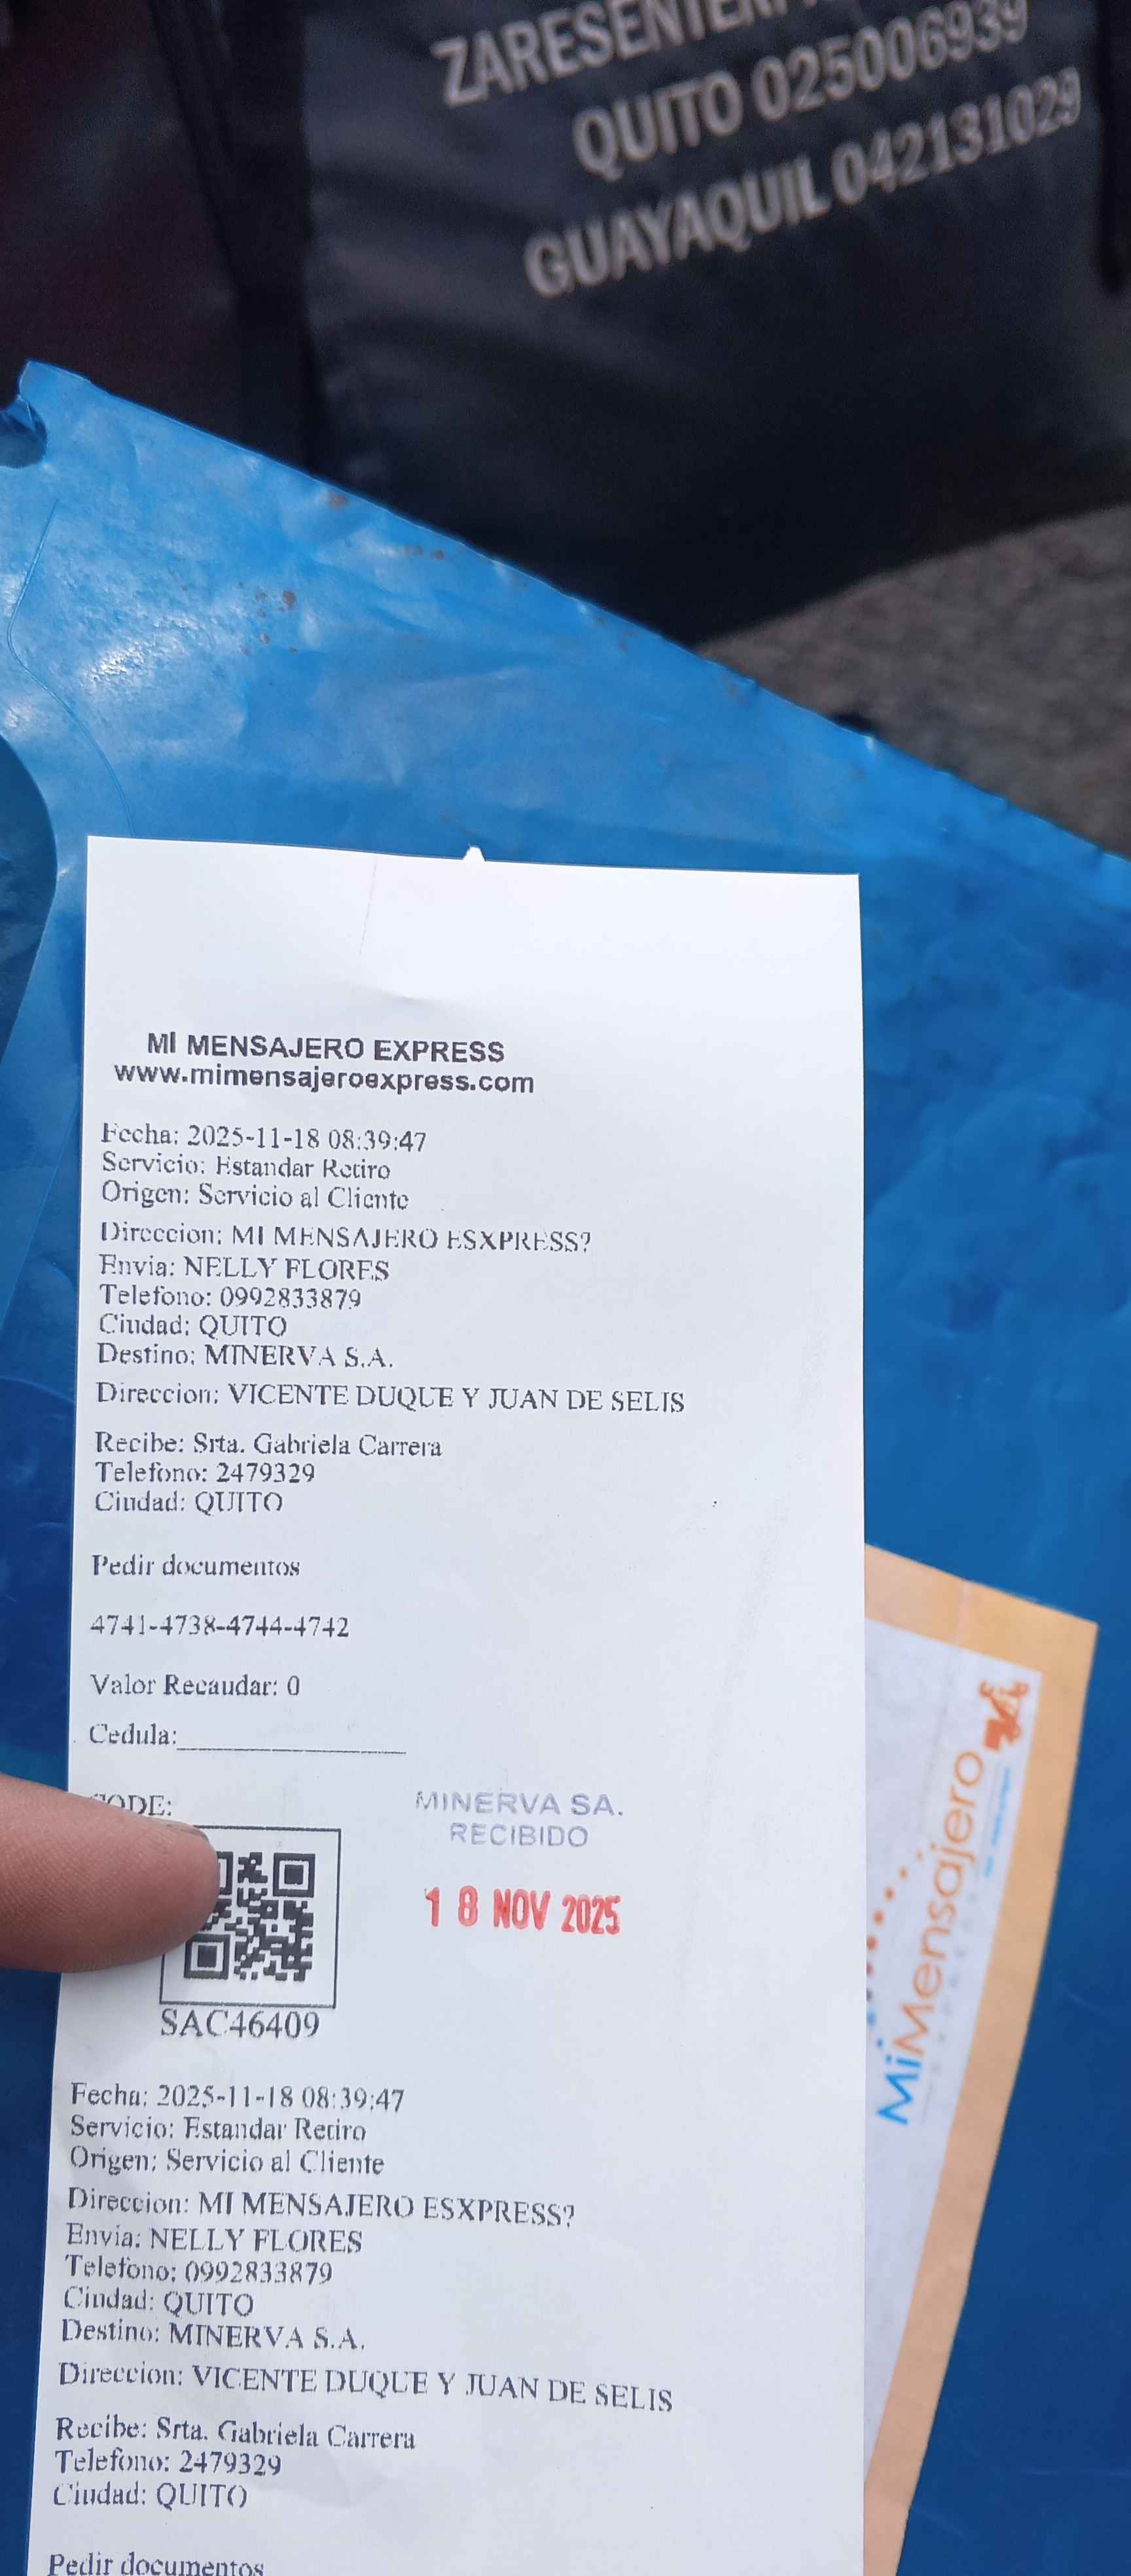 QUITO 025006939
GUAYAQUIL 042131029
MI MENSAJERO EXPRESS
www.mimensajeroexpress.com
Fecha: 2025-11-18 08:39:47
Servicio: Estandar Retiro
Origen: Servicio al Cliente
Direccion: MI MENSAJERO ESXPRESS?
Envia: NELLY FLORES
Telefono: 0992833879
Ciudad: QUITO
Destino: MINERVA S.A.
Direccion: VICENTE DUQUE Y JUAN DE SELIS
Recibe: Srta. Gabriela Carrera
Telefono: 2479329
Ciudad: QUITO
Pedir documentos
4741-4738-4744-4742
Valor Recaudar: 0
Cedula:
CODE:
MINERVA SA.
RECIBIDO
18 NOV 2025
SAC46409
MiMensajero
Fecha: 2025-11-18 08:39:47
Servicio: Estandar Retiro
Origen: Servicio al Cliente
Direccion: MI MENSAJERO ESXPRESS?
Envia: NELLY FLORES
Telefono: 0992833879
Ciudad: QUITO
Destino: MINERVA S.A.
Direccion: VICENTE DUQUE Y JUAN DE SELIS
Recibe: Srta. Gabriela Carrera
Telefono: 2479329
Ciudad: QUITO
Pedir documentos